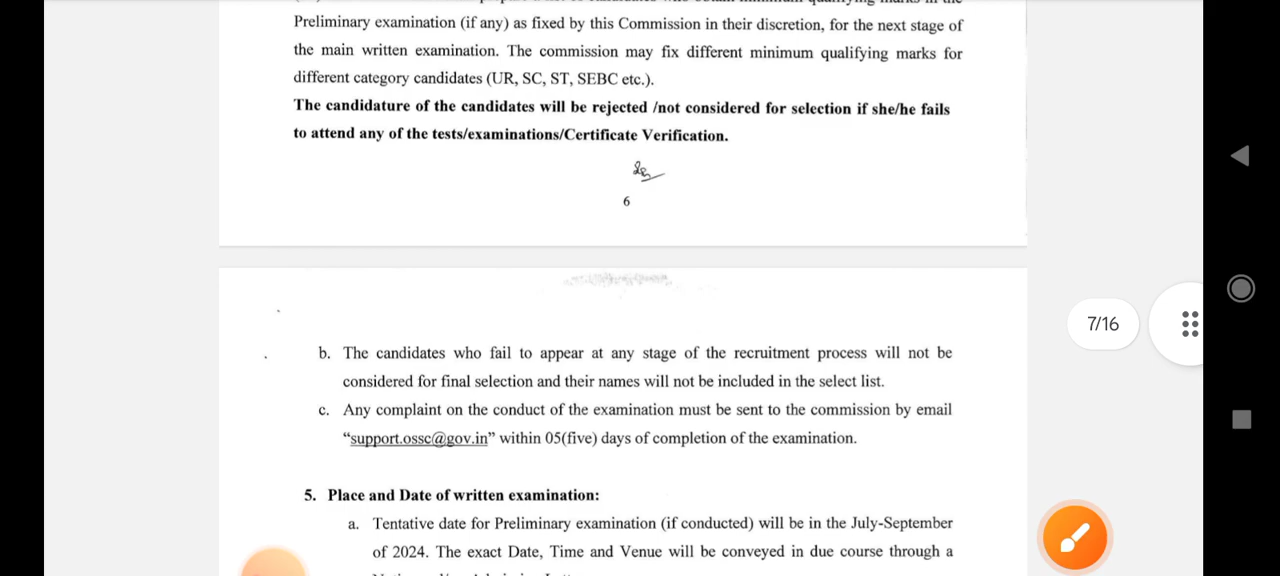 Preliminary examination (if any) as fixed by this Commission in their discretion, for the next stage of
the main written examination. The commission may fix different minimum qualifying marks for
different category candidates (UR, SC, ST, SEBC etc.).
The candidature of the candidates will be rejected /not considered for selection if she/he fails
to attend any of the tests/examinations/Certificate Verification.
6
7/16
b. The candidates who fail to appear at any stage of the recruitment process will not be
considered for final selection and their names will not be included in the select list.
c. Any complaint on the conduct of the examination must be sent to the commission by email
“support.ossc@gov.in” within 05(five) days of completion of the examination.
5. Place and Date of written examination:
a. Tentative date for Preliminary examination (if conducted) will be in the July-September
of 2024. The exact Date, Time and Venue will be conveyed in due course through a